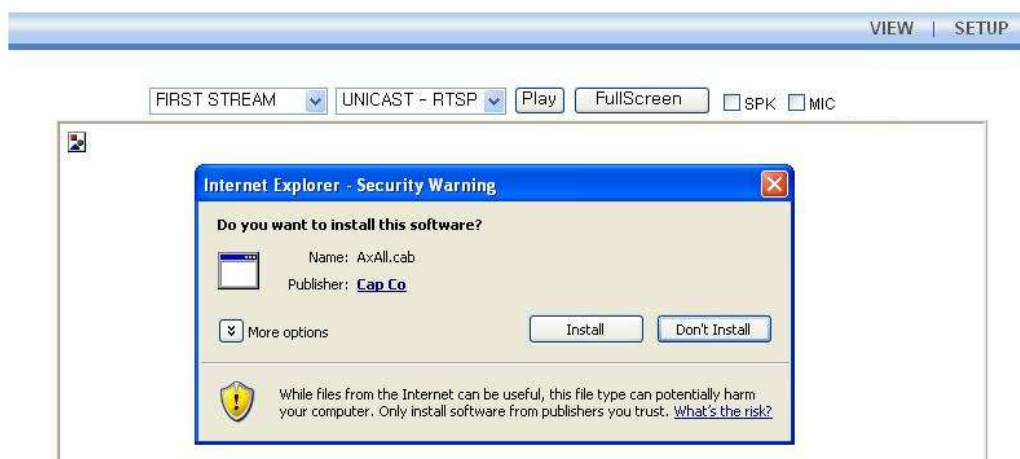 VIEW | SETUP
FIRST STREAM UNICAST - RTSP Play FullScreen SPK MIC
Internet Explorer - Security Warning
Do you want to install this software?
Name: AxAll.cab
Publisher: Cap Co
More options Install Don't Install
While files from the Internet can be useful, this file type can potentially harm
your computer. Only install software from publishers you trust. What's the risk?